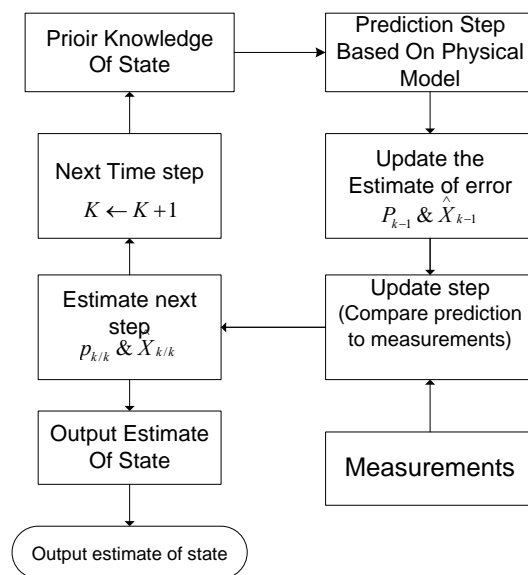 Prioir Knowledge
Of State
Prediction Step
Based On Physical
Model
Next Time step
K ← K + 1
Update the
Estimate of error
P_{k-1} & \hat{X}_{k-1}
Estimate next
step
p_{k/k} & \hat{X}_{k/k}
Update step
(Compare prediction
to measurements)
Output Estimate
Of State
Measurements
Output estimate of state